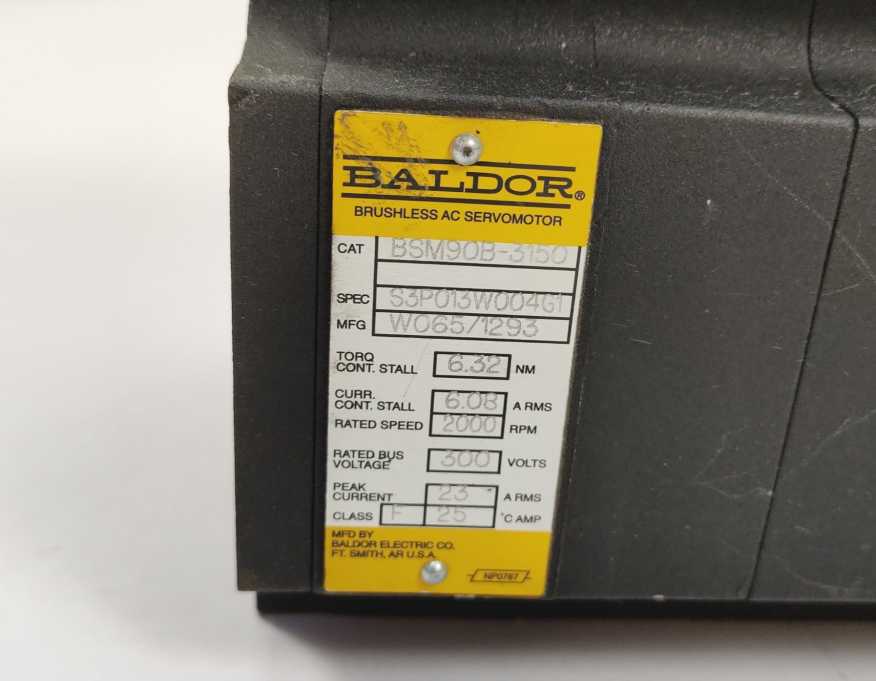 BALDOR®
BRUSHLESS AC SERVOMOTOR
CAT BSM90B-3150
SPEC S3P013W004G1
MFG W065/1293
TORQ
CONT. STALL 6.32 NM
CURR.
CONT. STALL 6.08 A RMS
RATED SPEED 2000 RPM
RATED BUS
VOLTAGE 300 VOLTS
PEAK
CURRENT 23 A RMS
CLASS F 25 °C AMP
MFD BY
BALDOR ELECTRIC CO.
FT. SMITH, AR U.S.A.
NP0787